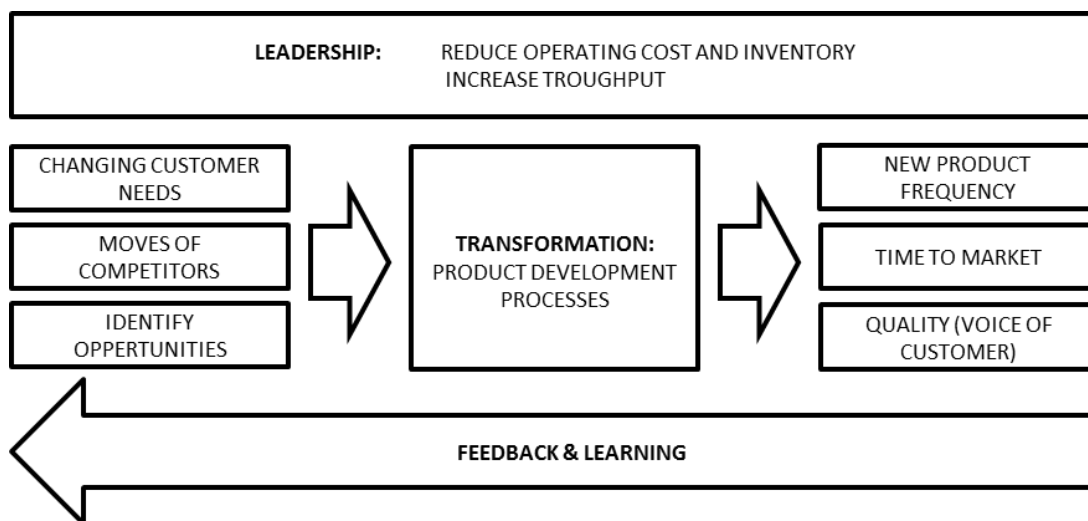 LEADERSHIP: REDUCE OPERATING COST AND INVENTORY
INCREASE TROUGHPUT
CHANGING CUSTOMER
NEEDS
MOVES OF
COMPETITORS
IDENTIFY
OPPERTUNITIES
TRANSFORMATION:
PRODUCT DEVELOPMENT
PROCESSES
NEW PRODUCT
FREQUENCY
TIME TO MARKET
QUALITY (VOICE OF
CUSTOMER)
FEEDBACK & LEARNING